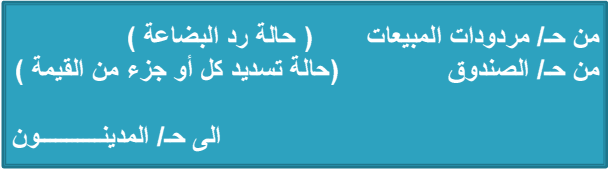 من حـ/ مردودات المبيعات ( حالة رد البضاعة )
من حـ/ الصندوق (حالة تسديد كل أو جزء من القيمة )
الى حـ/ المدينـــــــــون